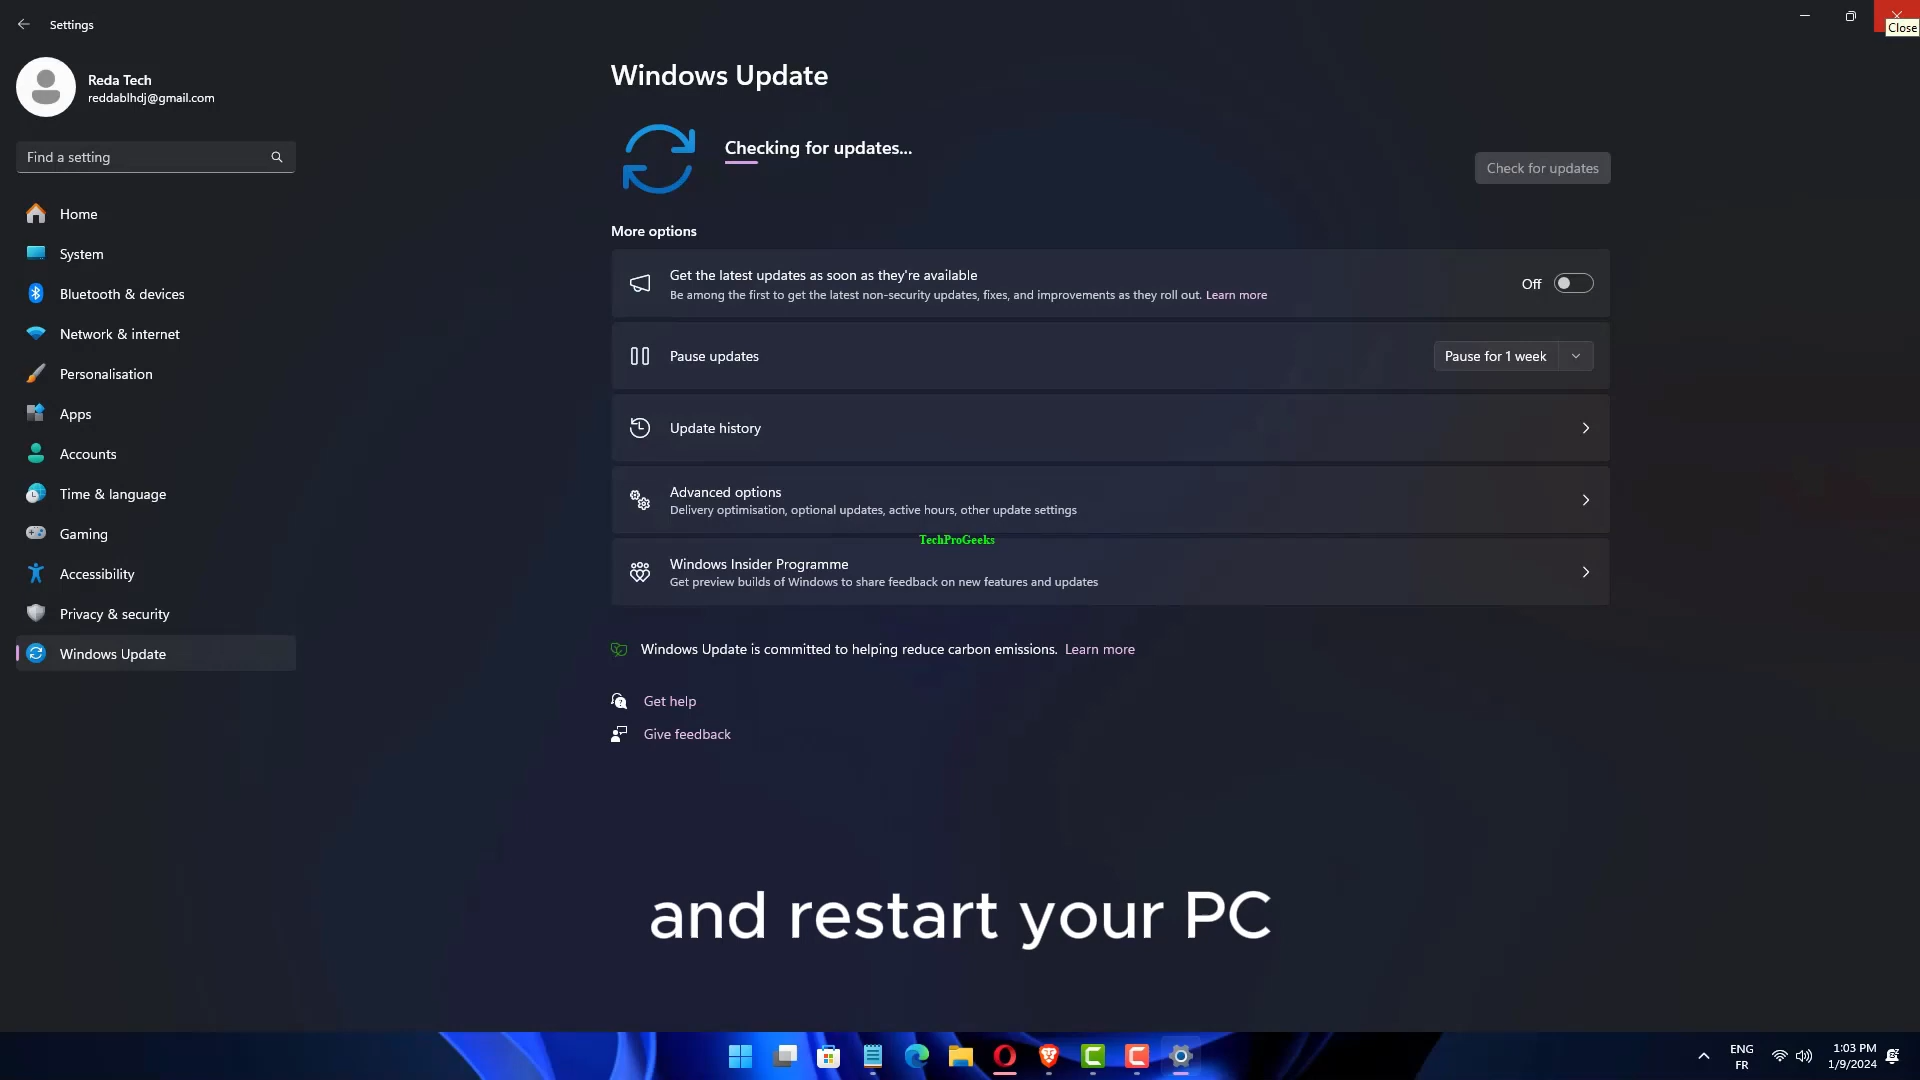 Settings
Close
Reda Tech
reddablhdj@gmail.com
Find a setting
Home
System
Bluetooth & devices
Network & internet
Personalisation
Apps
Accounts
Time & language
Gaming
Accessibility
Privacy & security
Windows Update
Windows Update
Checking for updates...
Check for updates
More options
Get the latest updates as soon as they're available
Be among the first to get the latest non-security updates, fixes, and improvements as they roll out. Learn more
Off
Pause updates
Pause for 1 week
Update history
Advanced options
Delivery optimisation, optional updates, active hours, other update settings
TechProGeeks
Windows Insider Programme
Get preview builds of Windows to share feedback on new features and updates
Windows Update is committed to helping reduce carbon emissions. Learn more
Get help
Give feedback
and restart your PC
ENG
FR
1:03 PM
1/9/2024